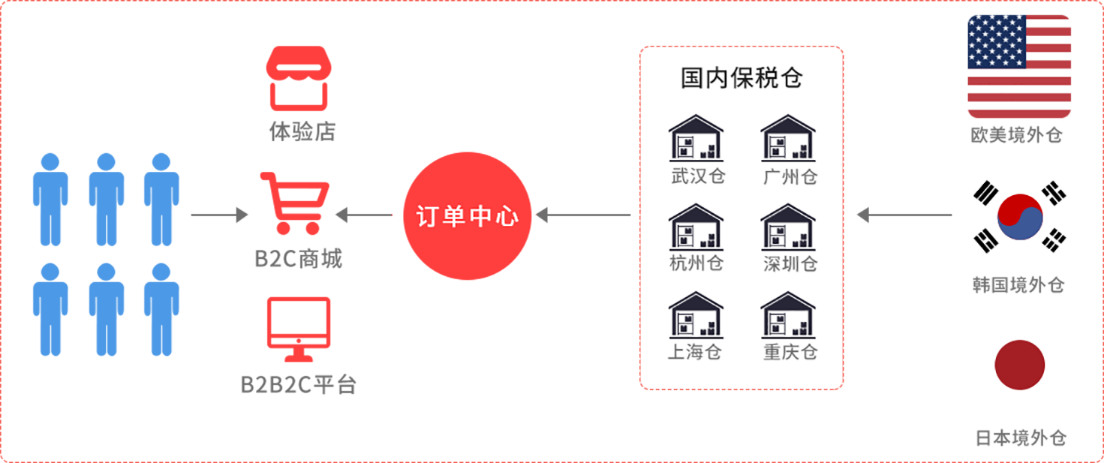 体验店
B2C商城
B2B2C平台
订单中心
国内保税仓
武汉仓
广州仓
杭州仓
深圳仓
上海仓
重庆仓
欧美境外仓
韩国境外仓
日本境外仓